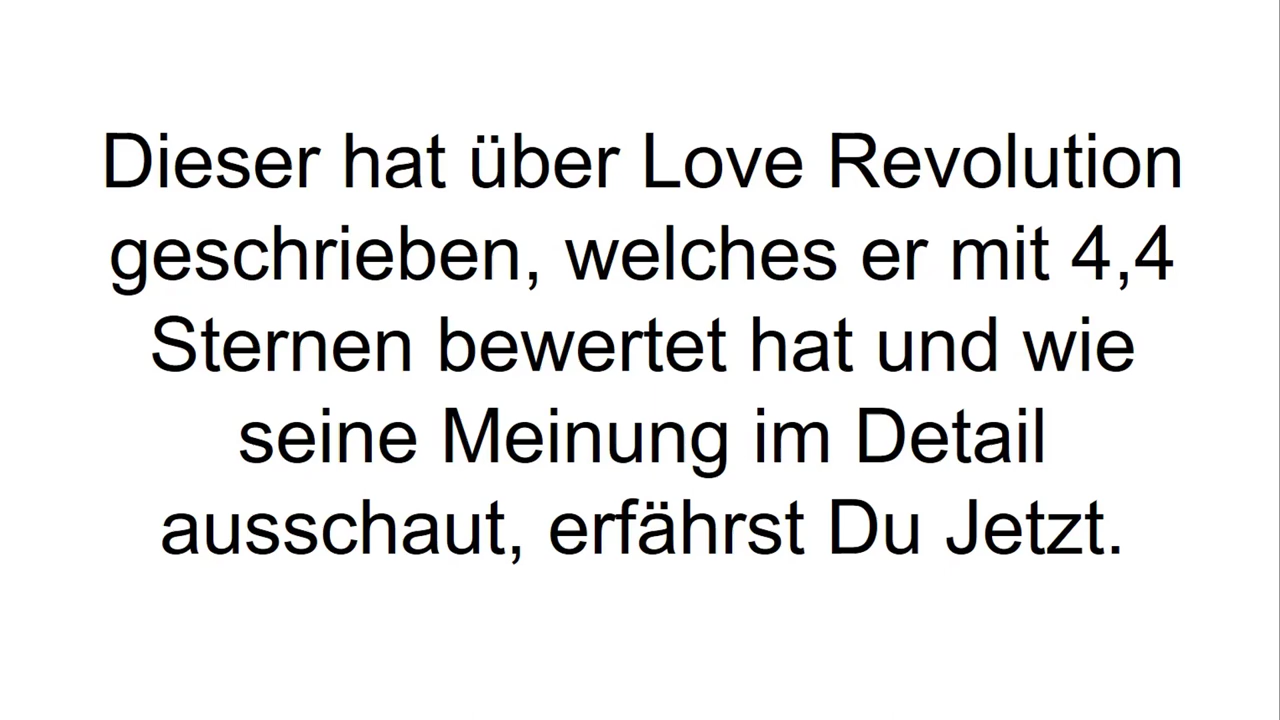 Dieser hat über Love Revolution
geschrieben, welches er mit 4,4
Sternen bewertet hat und wie
seine Meinung im Detail
ausschaut, erfährst Du Jetzt.